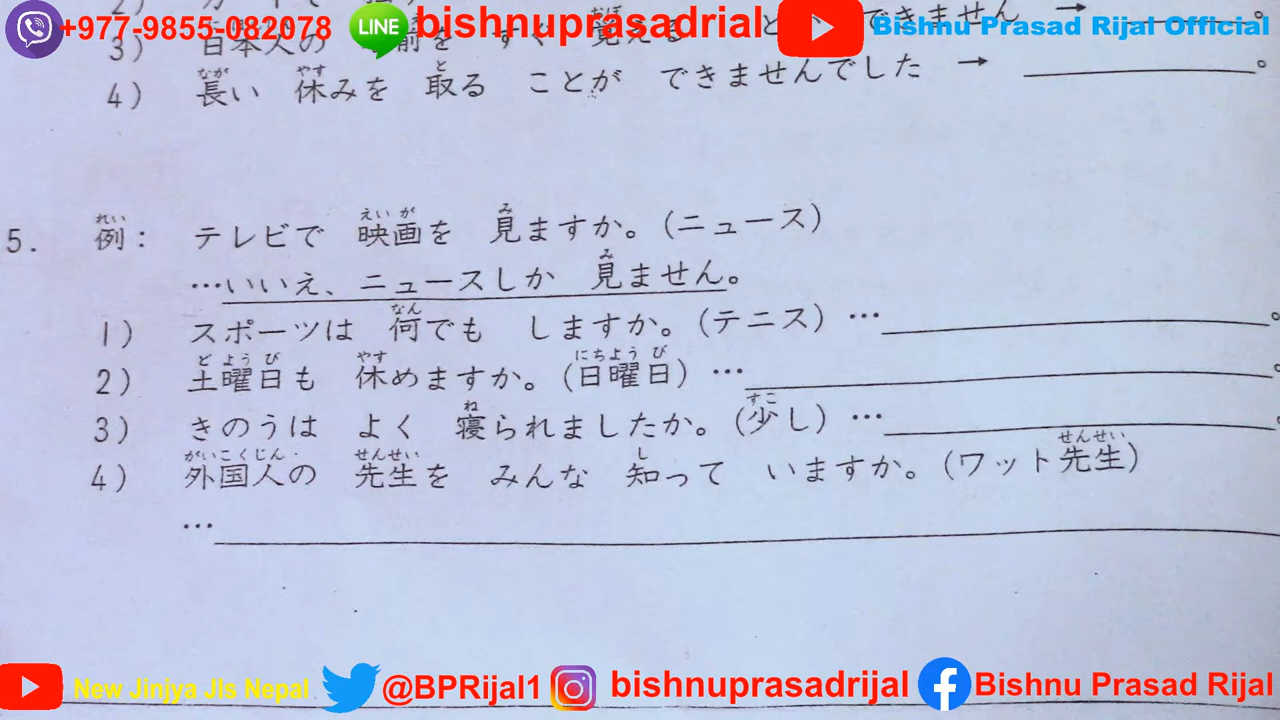 +977-9855-082078 LINE bishnuprasadrial Bishnu Prasad Rijal Official
3) 日本人の 名前を すぐ 覚える ことが できません → ＿＿＿。
4) 長い 休みを 取る ことが できませんでした → ＿＿＿。
5. 例： テレビで 映画を 見ますか。（ニュース）
…いいえ、ニュースしか 見ません。
1) スポーツは 何でも しますか。（テニス）…＿＿＿。
2) 土曜日も 休めますか。（日曜日）…＿＿＿。
3) きのうは よく 寝られましたか。（少し）…＿＿＿。
4) 外国人の 先生を みんな 知って いますか。（ワット先生）
…＿＿＿
New Jinjya Jls Nepal @BPRijal1 bishnuprasadrijal Bishnu Prasad Rijal